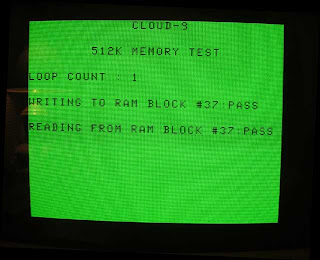 CLOUD-9
512K MEMORY TEST
LOOP COUNT : 1
WRITING TO RAM BLOCK #37:PASS
READING FROM RAM BLOCK #37:PASS